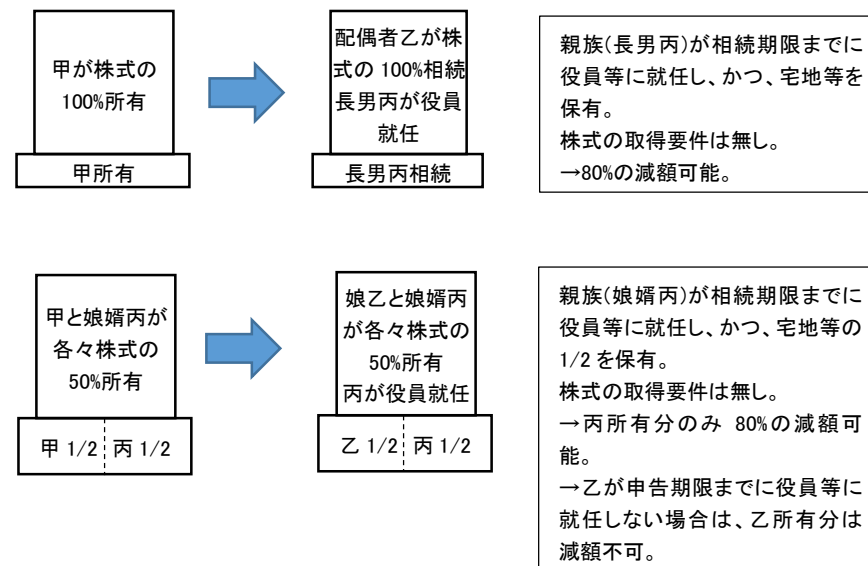 甲が株式の
100%所有
甲所有
配偶者乙が株
式の 100%相続
長男丙が役員
就任
長男丙相続
親族(長男丙)が相続期限までに
役員等に就任し、かつ、宅地等を
保有。
株式の取得要件は無し。
→80%の減額可能。
甲と娘婿丙が
各々株式の
50%所有
甲 1/2 丙 1/2
娘乙と娘婿丙
が各々株式の
50%所有
丙が役員就任
乙 1/2 丙 1/2
親族(娘婿丙)が相続期限までに
役員等に就任し、かつ、宅地等の
1/2 を保有。
株式の取得要件は無し。
→丙所有分のみ 80%の減額可
能。
→乙が申告期限までに役員等に
就任しない場合は、乙所有分は
減額不可。